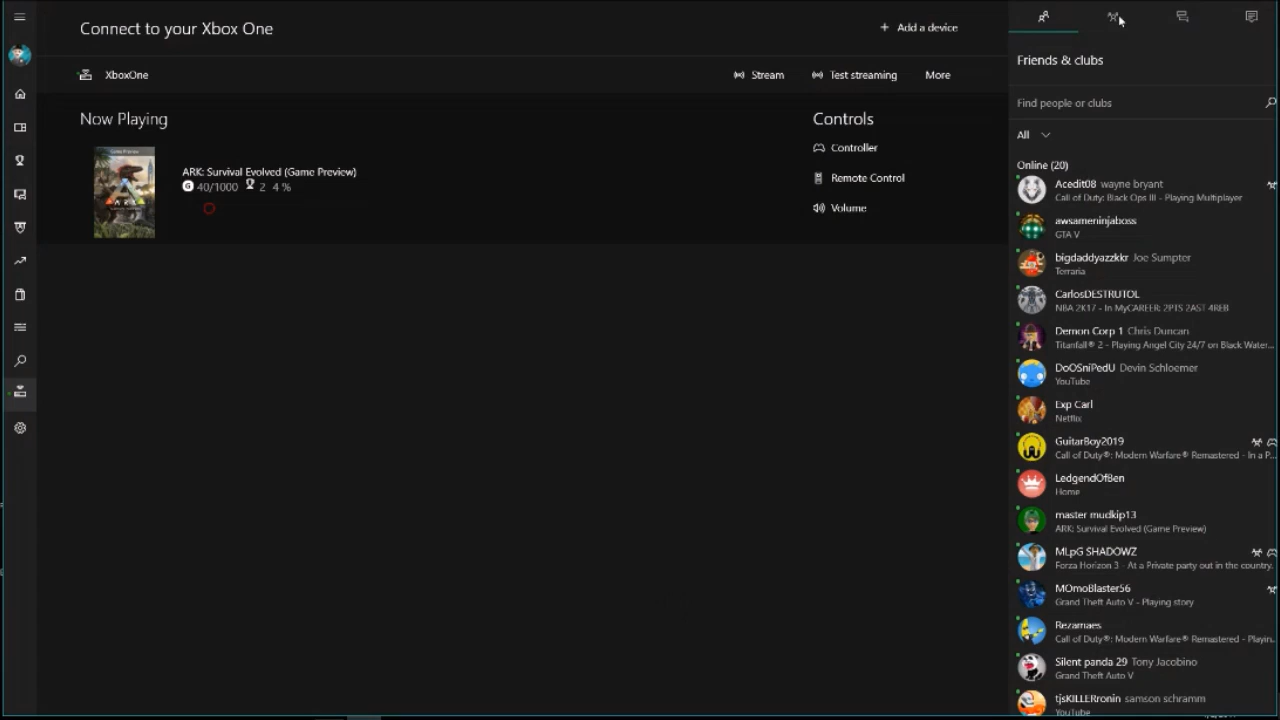 Connect to your Xbox One
Add a device
XboxOne
Stream
Test streaming
More
Now Playing
ARK: Survival Evolved (Game Preview)
G 40/1000 2 4 %
ARK
Controls
Controller
Remote Control
Volume
Friends & clubs
Find people or clubs
All
Online (20)
Acedit08 wayne bryant
Call of Duty: Black Ops III - Playing Multiplayer
awsameninjaboss
GTA V
bigdaddyazzkkr Joe Sumpter
Terraria
CarlosDESTRUTOL
NBA 2K17 - In MyCAREER: 2PTS 2AST 4REB
Demon Corp 1 Chris Duncan
Titanfall® 2 - Playing Angel City 24/7 on Black Water...
DoOSniPedU Devin Schloemer
YouTube
Exp Carl
Netflix
GuitarBoy2019
Call of Duty®: Modern Warfare® Remastered - In a P...
LedgendOfBen
Home
master mudkip13
ARK: Survival Evolved (Game Preview)
MLpG SHADOWZ
Forza Horizon 3 - At a Private party out in the country.
MOmoBlaster56
Grand Theft Auto V - Playing story
Rezamaes
Call of Duty®: Modern Warfare® Remastered - Playin...
Silent panda 29 Tony Jacobino
Grand Theft Auto V
tjsKILLERronin samson schramm
YouTube